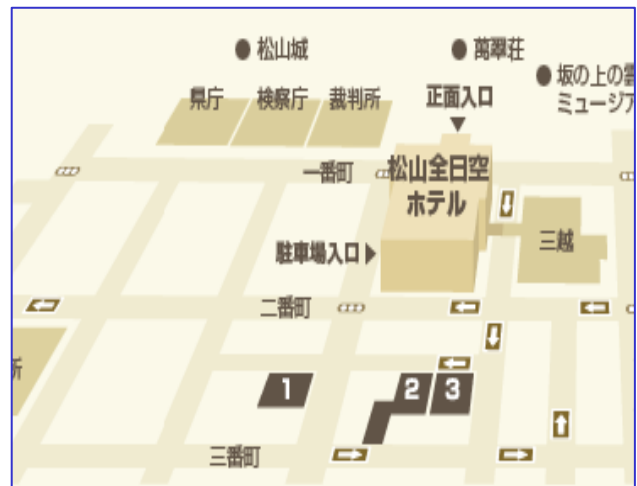 松山城
萬翠荘
坂の上の雲
ミュージア
県庁
検察庁
裁判所
正面入口
一番町
松山全日空
ホテル
三越
駐車場入口
二番町
所
1
2
3
三番町